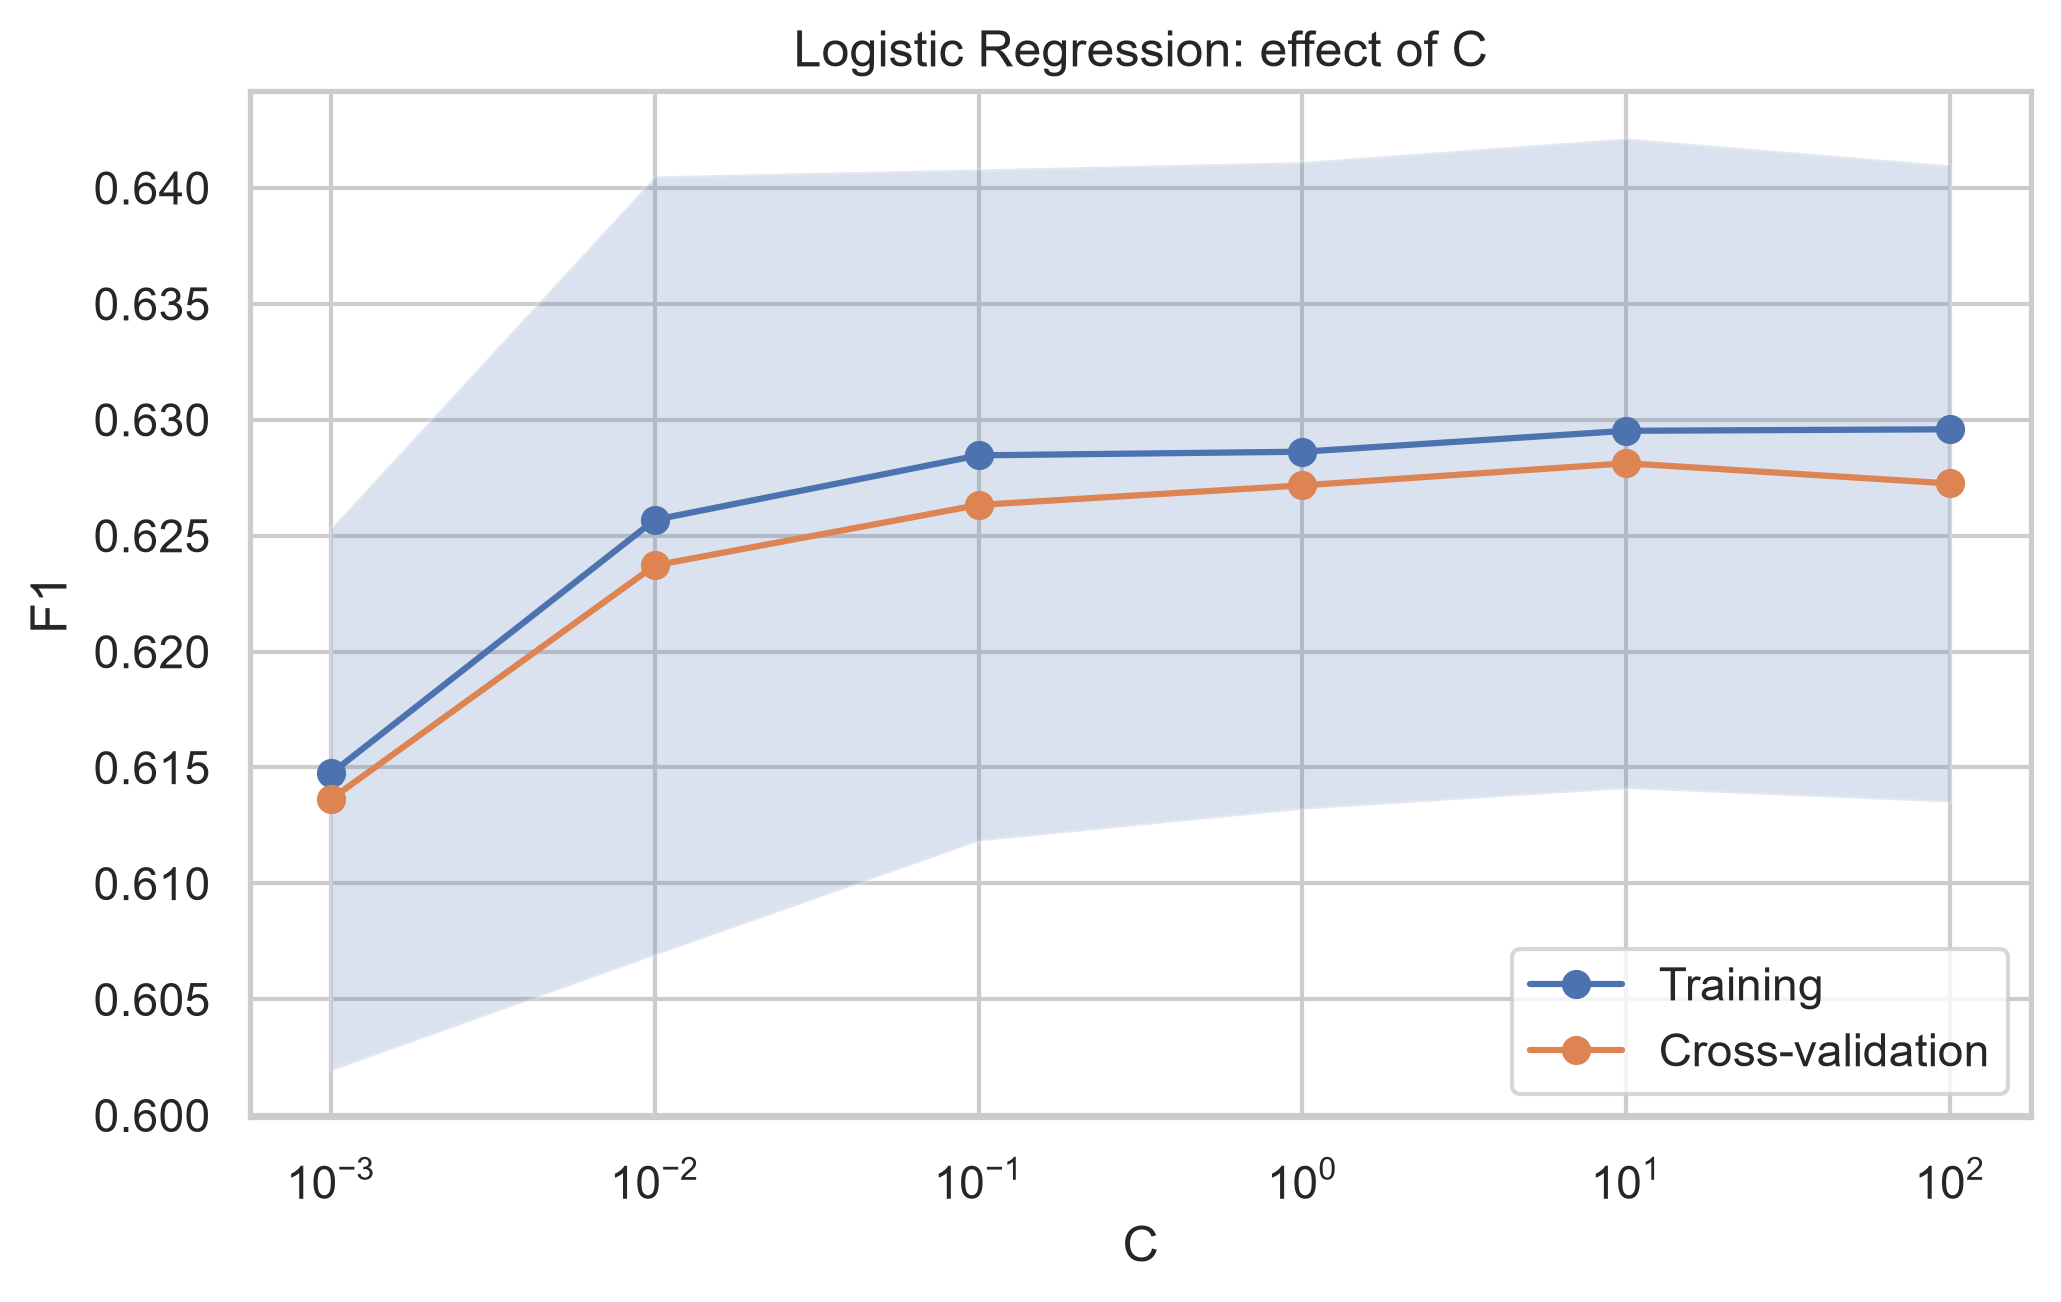 Logistic Regression: effect of C
0.640
0.635
0.630
0.625
0.620
0.615
0.610
0.605
0.600
F1
Training
Cross-validation
10⁻³ 10⁻² 10⁻¹ 10⁰ 10¹ 10²
C